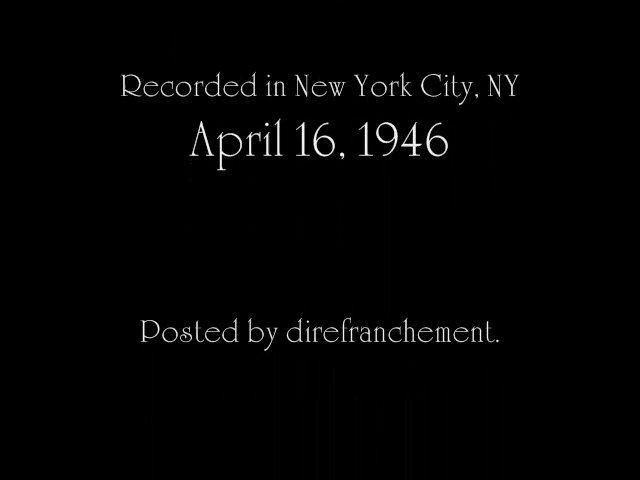 Recorded in New York City, NY
April 16, 1946
Posted by direfranchement.